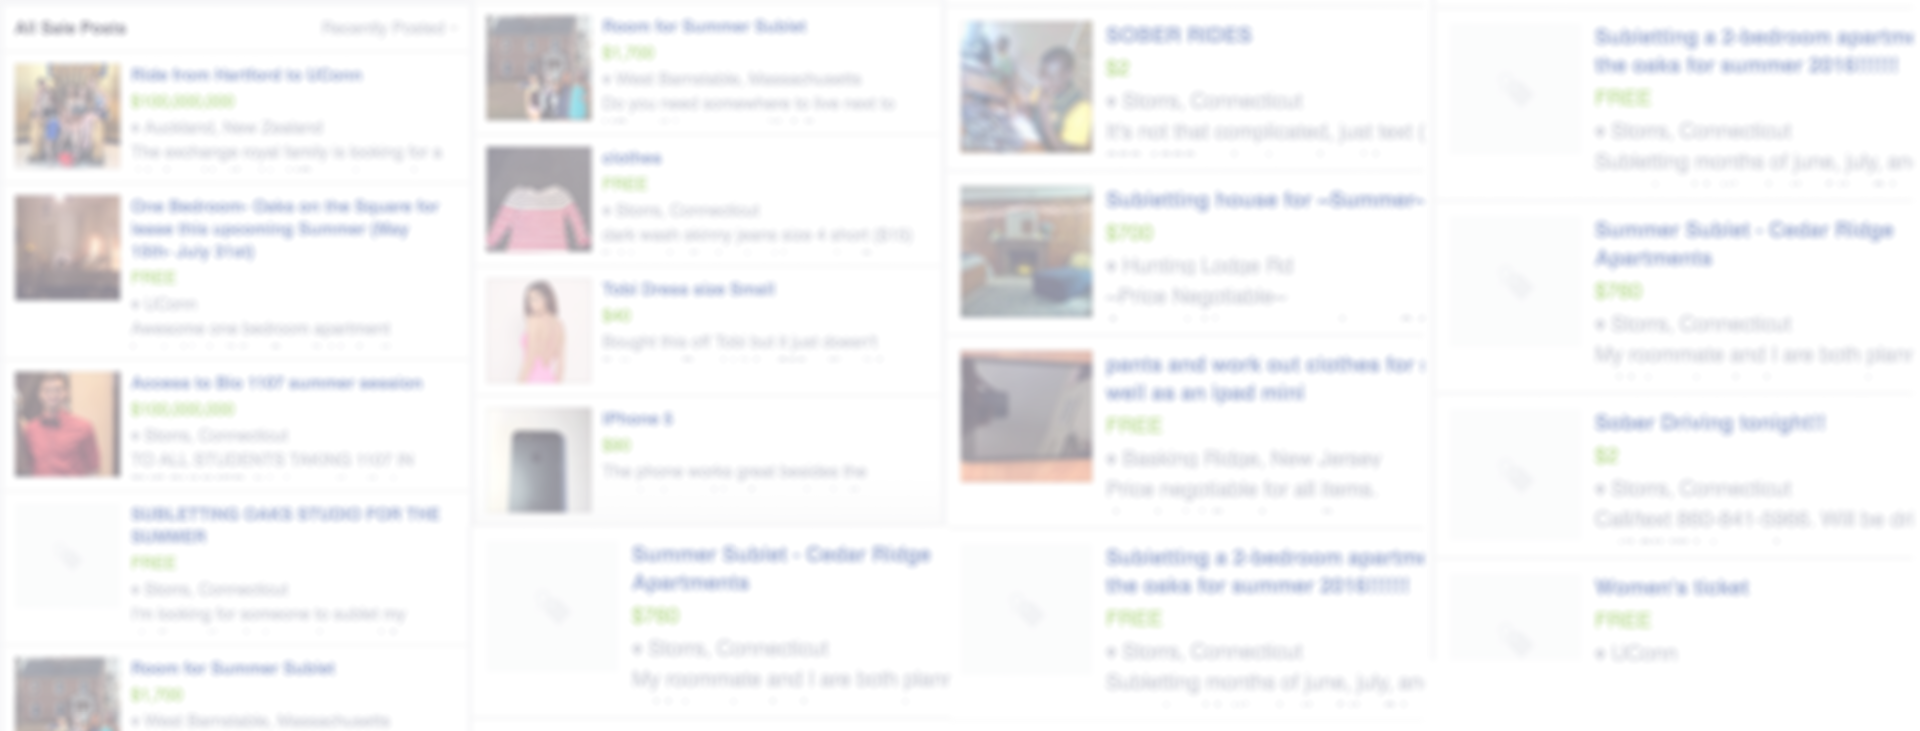 All Sale Posts
Recently Posted
Ride from Hartford to UConn
$100,000,000
Auckland, New Zealand
The exchange royal family is looking for a
One Bedroom- Oaks on the Square for
lease this upcoming Summer (May
15th- July 31st)
FREE
UConn
Awesome one bedroom apartment
Access to Bio 1107 summer session
$100,000,000
Storrs, Connecticut
TO ALL STUDENTS TAKING 1107 IN
SUBLETTING OAKS STUDIO FOR THE
SUMMER
FREE
Storrs, Connecticut
I'm looking for someone to sublet my
Room for Summer Sublet
$1,700
West Barnstable, Massachusetts
Room for Summer Sublet
$1,700
West Barnstable, Massachusetts
Do you need somewhere to live next to
clothes
FREE
Storrs, Connecticut
dark wash skinny jeans size 4 short ($15)
Tobi Dress size Small
$40
Bought this off Tobi but it just doesn't
iPhone 5
The phone works great besides the
Summer Sublet - Cedar Ridge
Apartments
$760
Storrs, Connecticut
My roommate and I are both plann
SOBER RIDES
$2
Storrs, Connecticut
It's not that complicated, just text (
Subletting house for ~Summer~
$700
Hunting Lodge Rd
~Price Negotiable~
pants and work out clothes for
well as an ipad mini
FREE
Basking Ridge, New Jersey
Price negotiable for all items.
Subletting a 2-bedroom apartme
the oaks for summer 2016!!!!!!
FREE
Storrs, Connecticut
Subletting months of june, july, an
Subletting a 2-bedroom apartme
the oaks for summer 2016!!!!!!
FREE
Storrs, Connecticut
Subletting months of june, july, an
Summer Sublet - Cedar Ridge
Apartments
$760
Storrs, Connecticut
My roommate and I are both plann
Sober Driving tonight!!!
$2
Storrs, Connecticut
Call/text 860-841-5966. Will be dri
Women's ticket
FREE
UConn